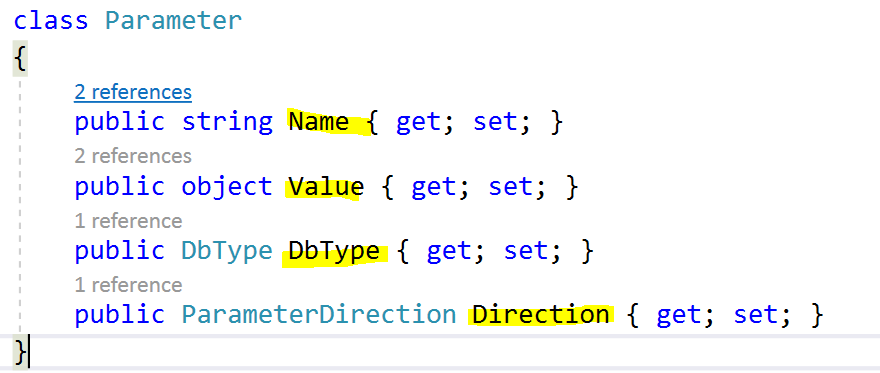 class Parameter
{
2 references
public string Name { get; set; }
2 references
public object Value { get; set; }
1 reference
public DbType DbType { get; set; }
1 reference
public ParameterDirection Direction { get; set; }
}